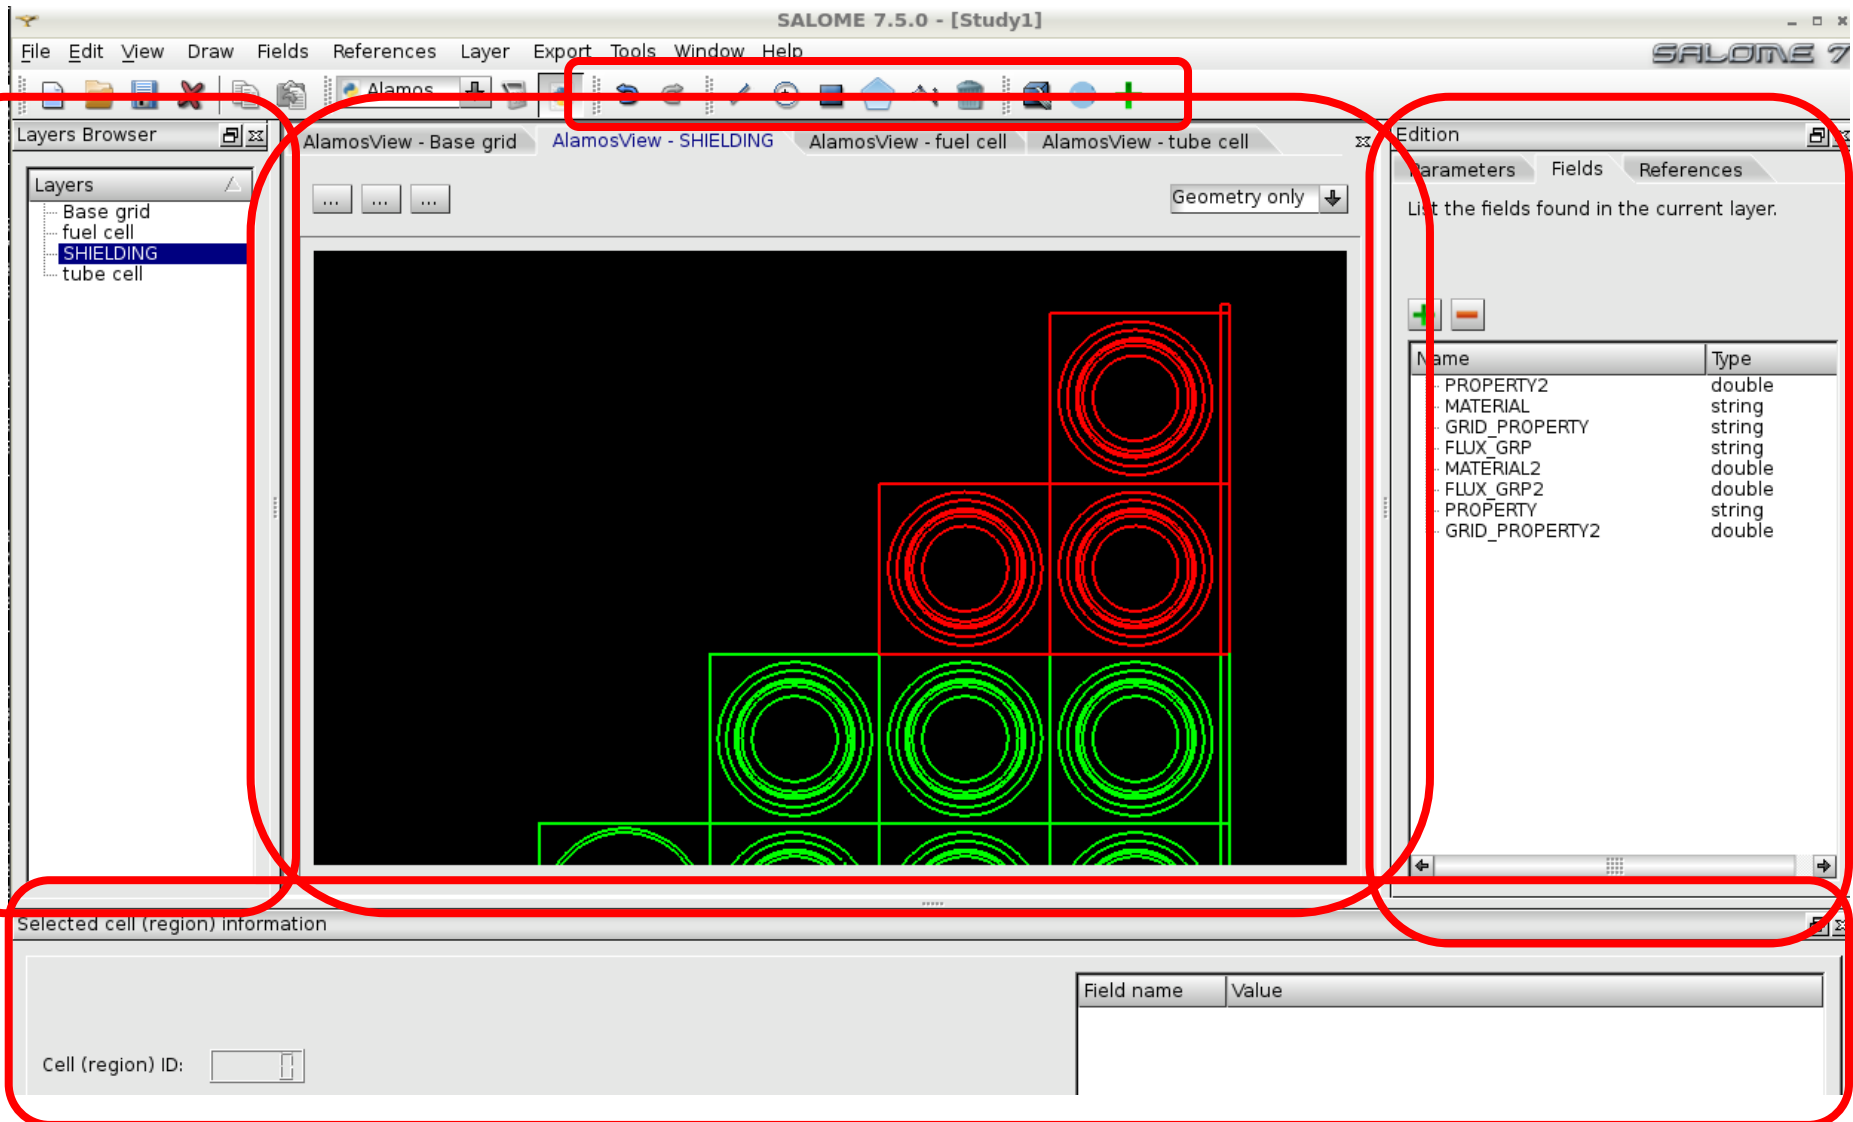 SALOME 7.5.0 - [Study1]
File Edit View Draw Fields References Layer Export Tools Window Help
SALOME 7
Alamos
Layers Browser
Layers
Base grid
fuel cell
SHIELDING
tube cell
AlamosView - Base grid
AlamosView - SHIELDING
AlamosView - fuel cell
AlamosView - tube cell
... ... ...
Geometry only
Edition
Parameters Fields References
List the fields found in the current layer.
Name Type
PROPERTY2 double
MATERIAL string
GRID_PROPERTY string
FLUX_GRP string
MATERIAL2 double
FLUX_GRP2 double
PROPERTY string
GRID_PROPERTY2 double
Selected cell (region) information
Field name Value
Cell (region) ID: 0